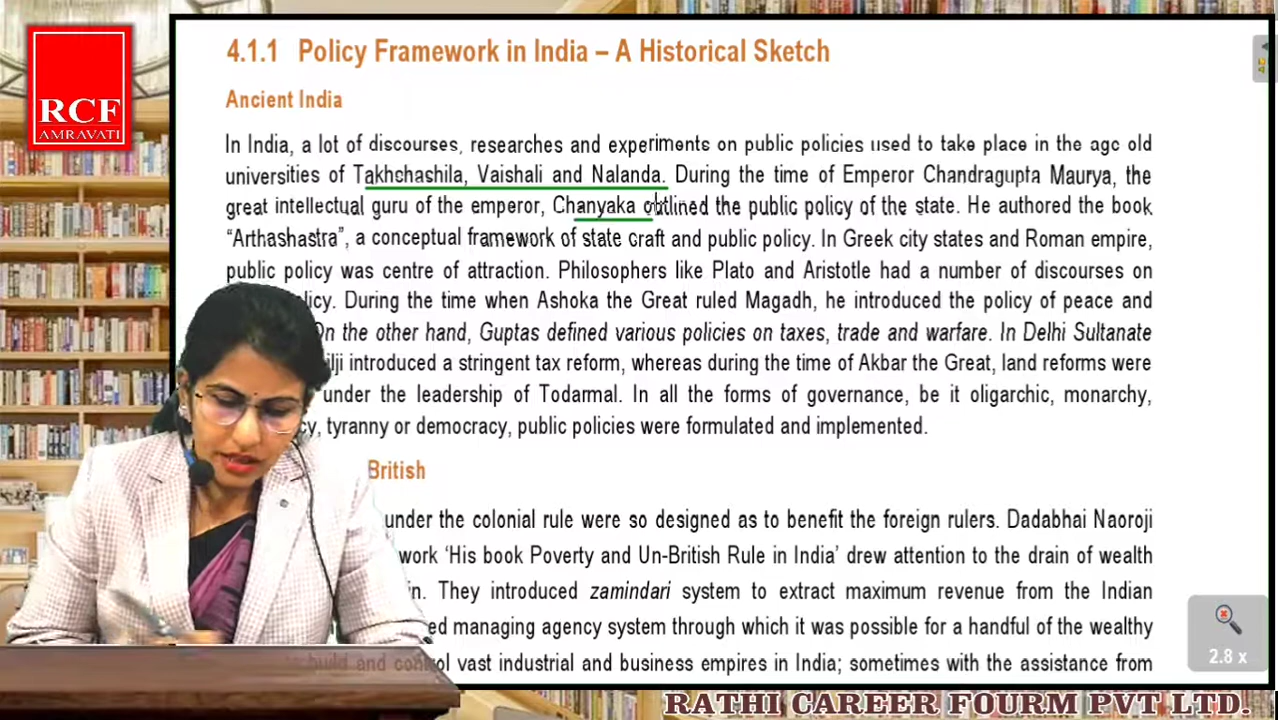 RCF
AMRAVATI
4.1.1 Policy Framework in India – A Historical Sketch
Ancient India
In India, a lot of discourses, researches and experiments on public policies used to take place in the age old
universities of Takhshashila, Vaishali and Nalanda. During the time of Emperor Chandragupta Maurya, the
great intellectual guru of the emperor, Chanyaka outlined the public policy of the state. He authored the book
“Arthashastra”, a conceptual framework of state craft and public policy. In Greek city states and Roman empire,
public policy was centre of attraction. Philosophers like Plato and Aristotle had a number of discourses on
During the time when Ashoka the Great ruled Magadh, he introduced the policy of peace and
On the other hand, Guptas defined various policies on taxes, trade and warfare. In Delhi Sultanate
introduced a stringent tax reform, whereas during the time of Akbar the Great, land reforms were
under the leadership of Todarmal. In all the forms of governance, be it oligarchic, monarchy,
tyranny or democracy, public policies were formulated and implemented.
British
under the colonial rule were so designed as to benefit the foreign rulers. Dadabhai Naoroji
work ‘His book Poverty and Un-British Rule in India’ drew attention to the drain of wealth
They introduced zamindari system to extract maximum revenue from the Indian
managing agency system through which it was possible for a handful of the wealthy
build and control vast industrial and business empires in India; sometimes with the assistance from
2.8 x
RATHI CAREER FOURM PVT LTD.